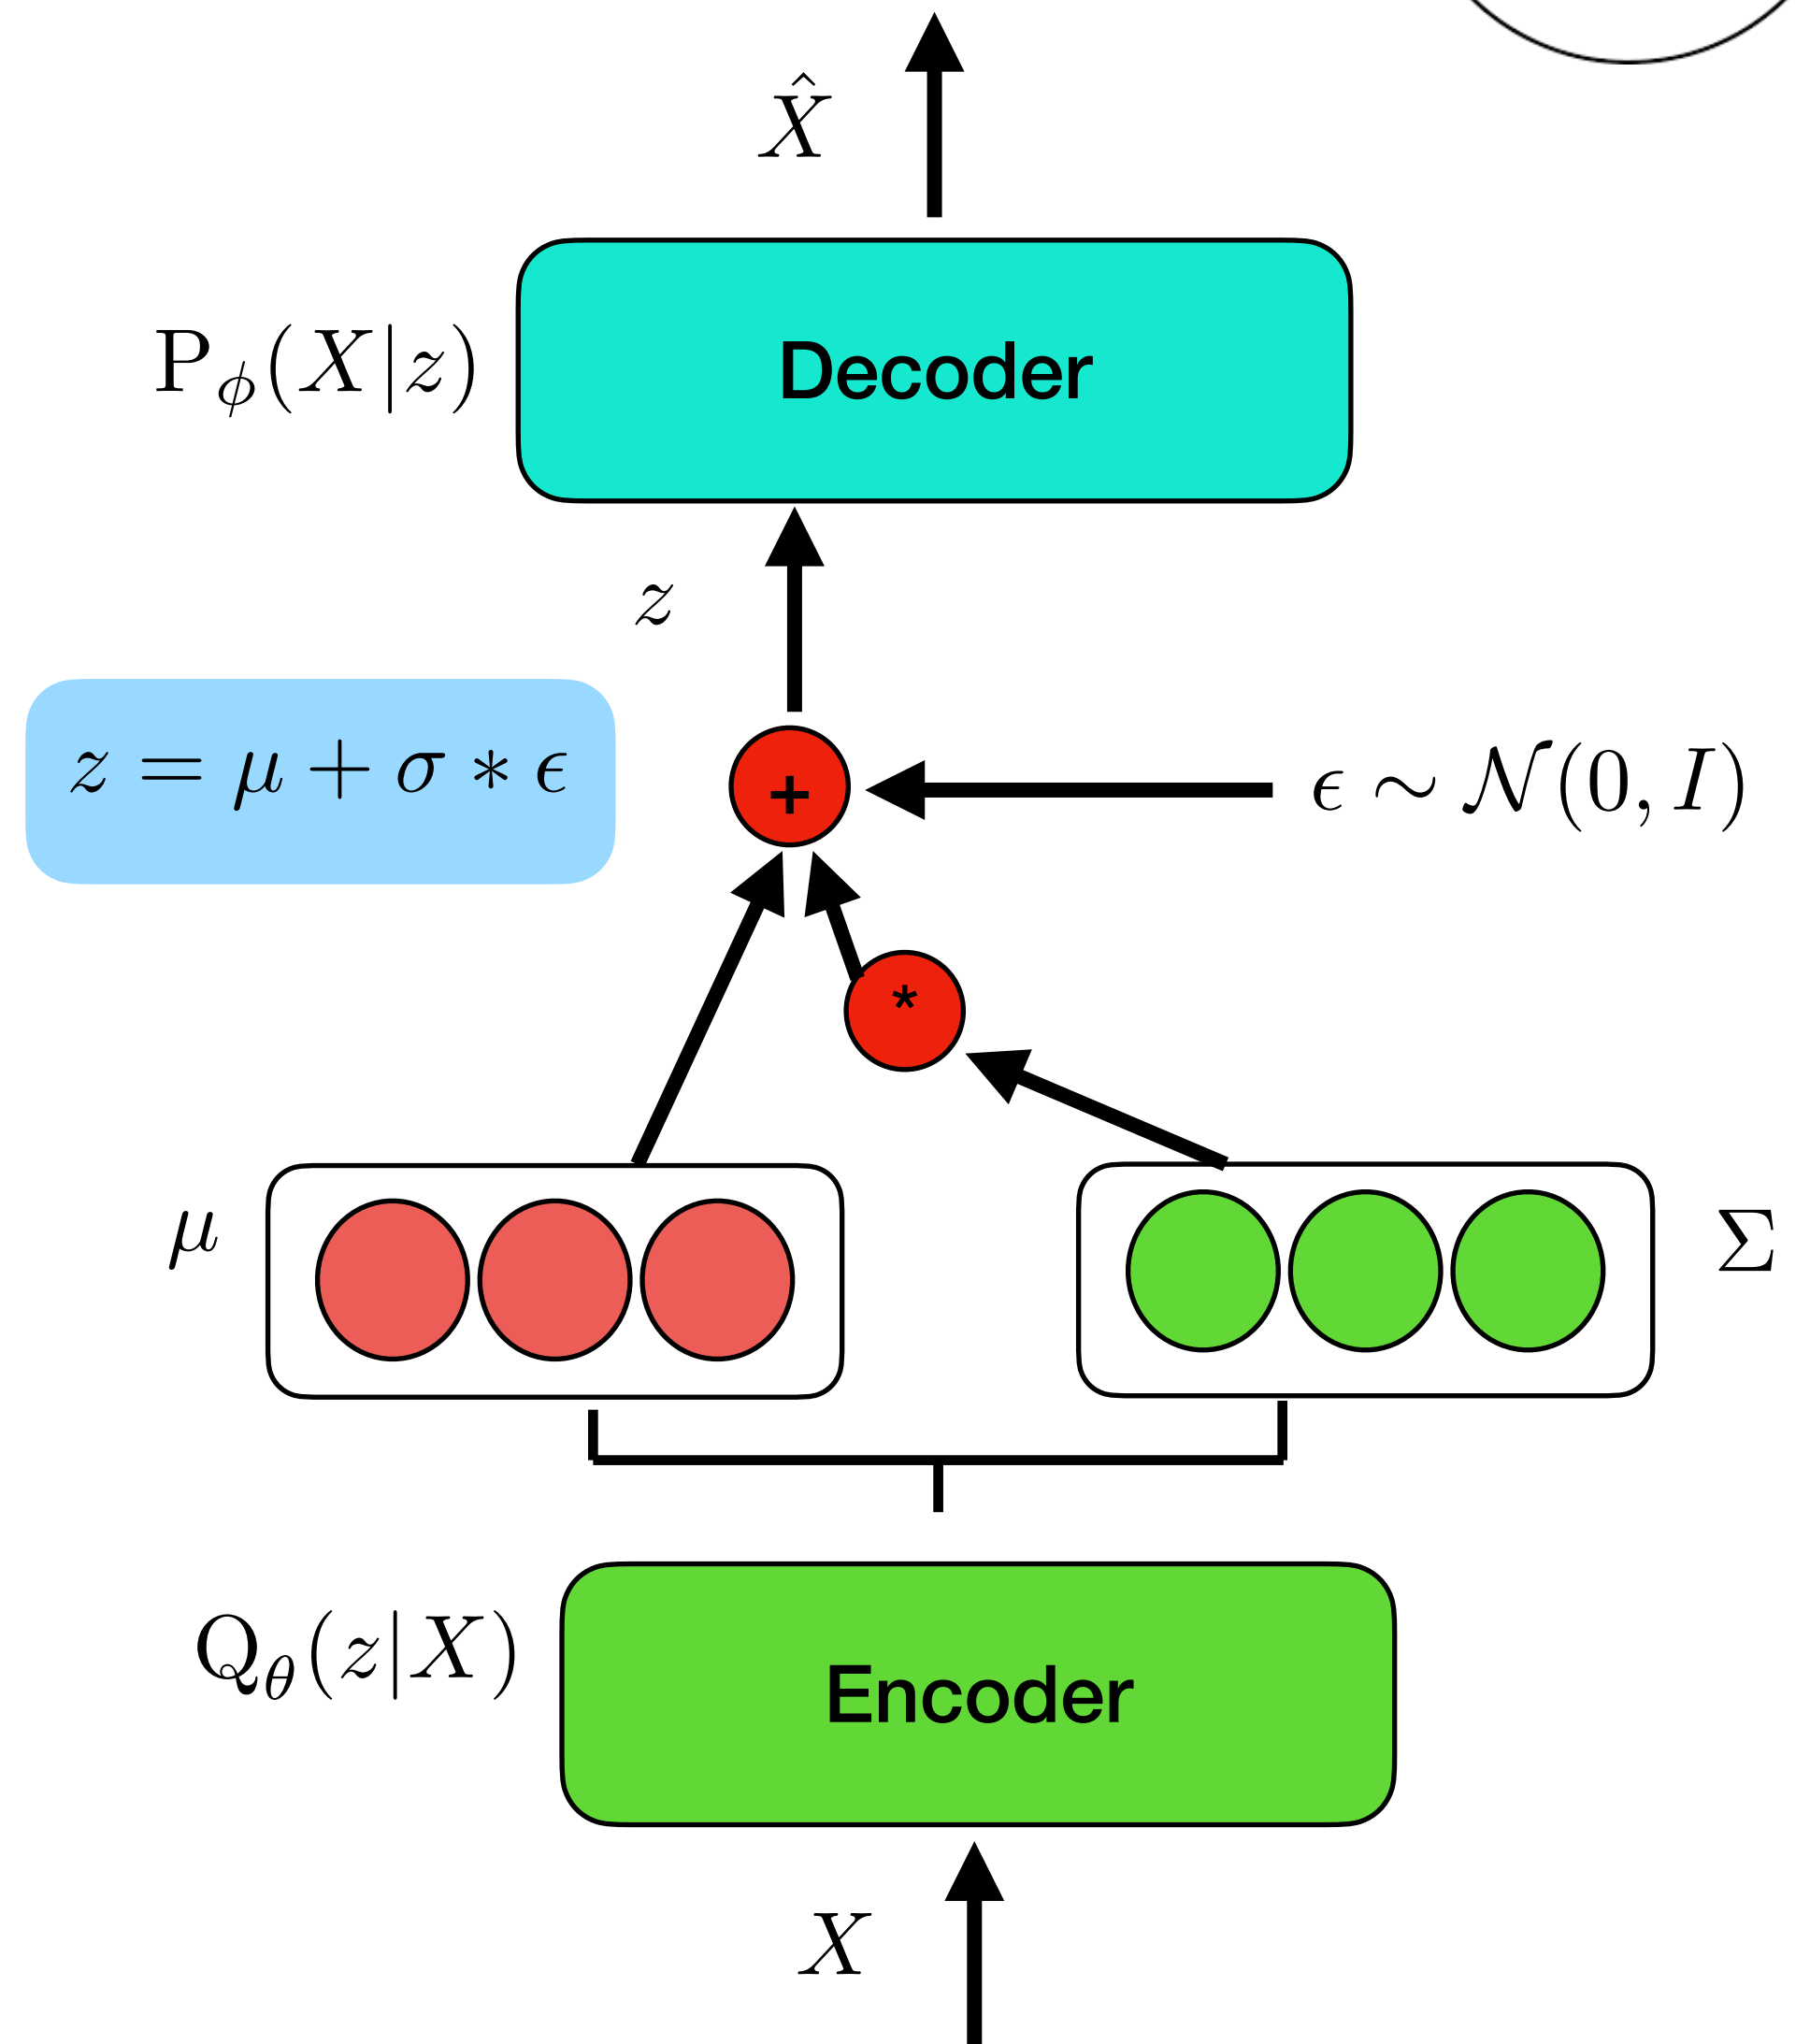 X̂
P_ϕ(X|z)
Decoder
z
z = μ + σ * ϵ
+
ϵ ∼ 𝒩(0, I)
*
μ
Σ
Q_θ(z|X)
Encoder
X